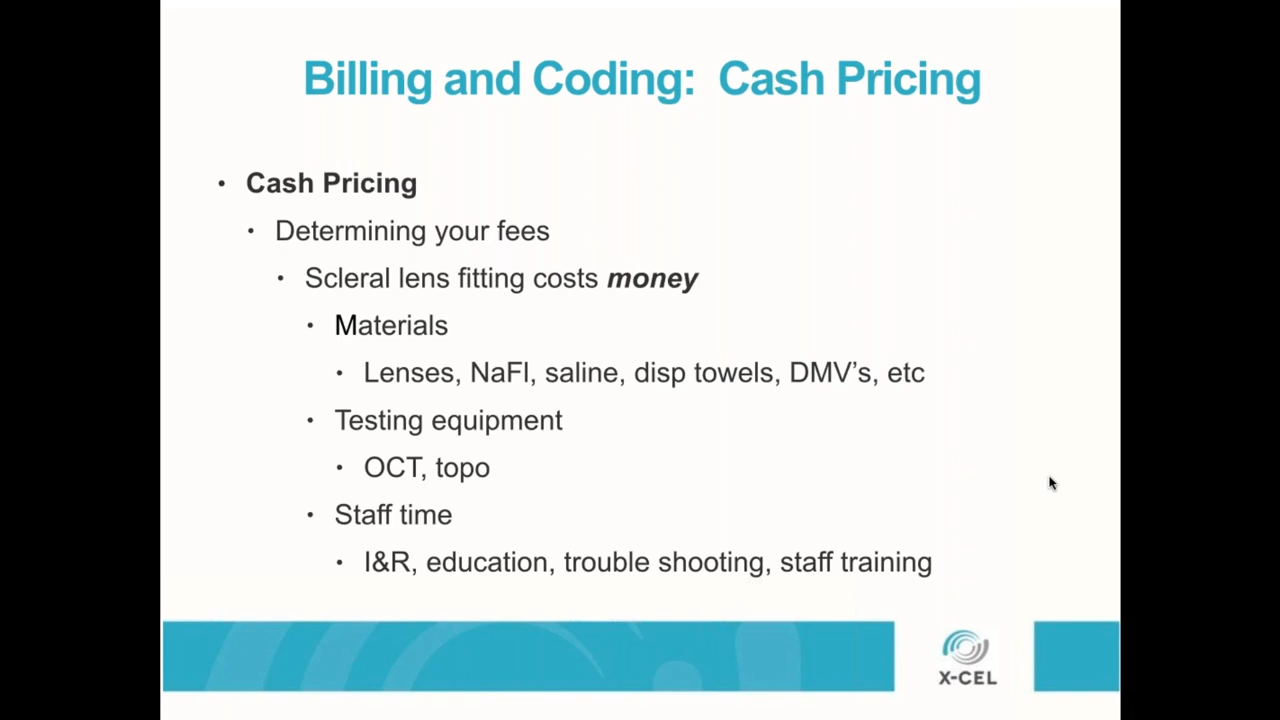 Billing and Coding: Cash Pricing
• Cash Pricing
• Determining your fees
• Scleral lens fitting costs money
• Materials
• Lenses, NaFl, saline, disp towels, DMV’s, etc
• Testing equipment
• OCT, topo
• Staff time
• I&R, education, trouble shooting, staff training
X-CEL